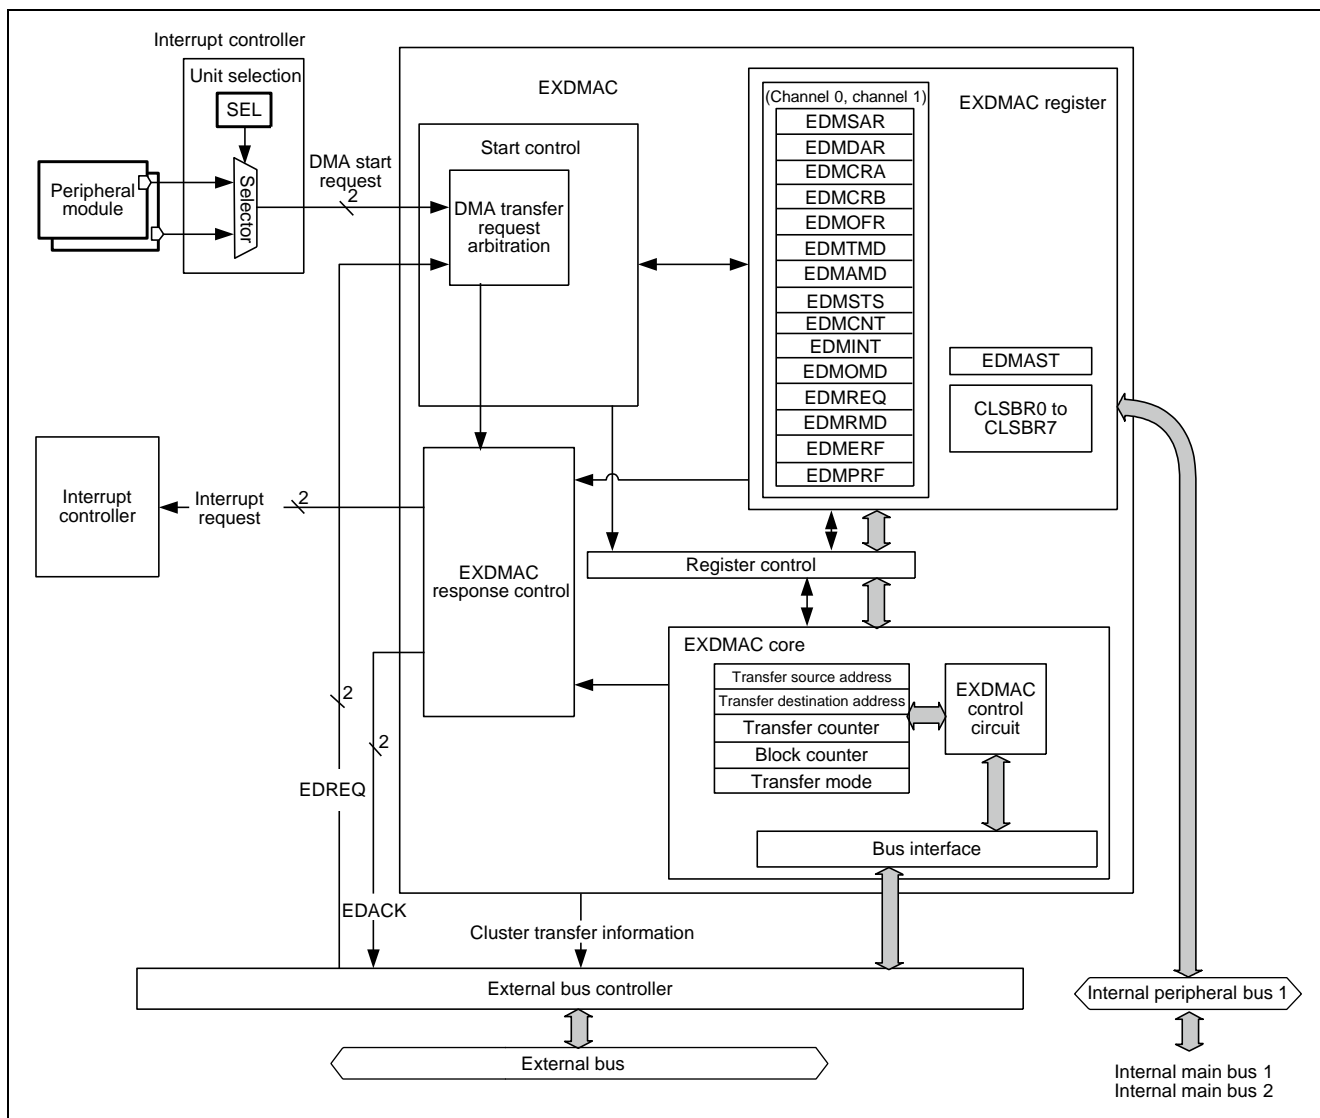 Interrupt controller
Unit selection
SEL
Selector
Peripheral
module
DMA start
request
2
EXDMAC
Start control
DMA transfer
request
arbitration
(Channel 0, channel 1)
EDMSAR
EDMDAR
EDMCRA
EDMCRB
EDMOFR
EDMTMD
EDMAMD
EDMSTS
EDMCNT
EDMINT
EDMOMD
EDMREQ
EDMRMD
EDMERF
EDMPRF
EXDMAC register
EDMAST
CLSBR0 to
CLSBR7
Interrupt
controller
Interrupt
request
2
EXDMAC
response control
Register control
EXDMAC core
Transfer source address
Transfer destination address
Transfer counter
Block counter
Transfer mode
EXDMAC
control
circuit
Bus interface
2
EDREQ
2
EDACK
Cluster transfer information
External bus controller
External bus
Internal peripheral bus 1
Internal main bus 1
Internal main bus 2